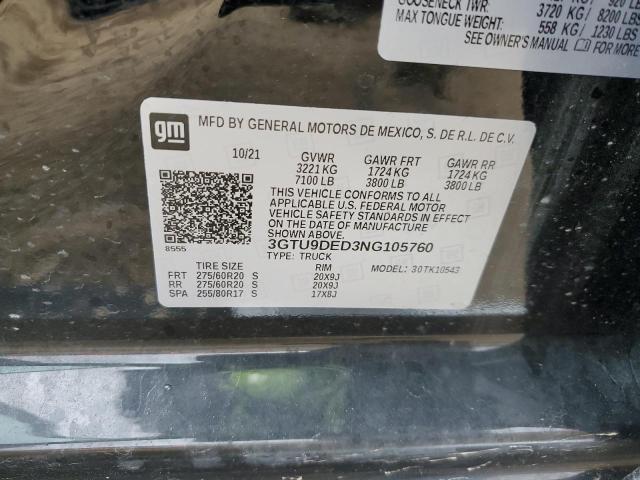 GOOSENECK TWR: 3720 KG / 8200 LBS
MAX TONGUE WEIGHT: 558 KG / 1230 LBS
SEE OWNER'S MANUAL FOR MORE
gm
MFD BY GENERAL MOTORS DE MEXICO, S. DE R.L. DE C.V.
10/21 GVWR GAWR FRT GAWR RR
3221 KG 1724 KG 1724 KG
7100 LB 3800 LB 3800 LB
THIS VEHICLE CONFORMS TO ALL
APPLICABLE U.S. FEDERAL MOTOR
VEHICLE SAFETY STANDARDS IN EFFECT
ON THE DATE OF MANUFACTURE
SHOWN ABOVE.
8555
3GTU9DED3NG105760
TYPE: TRUCK
MODEL: 30TK10543
TIRE SIZE RIM
FRT 275/60R20 S 20X9J
RR 275/60R20 S 20X9J
SPA 255/80R17 S 17X8J